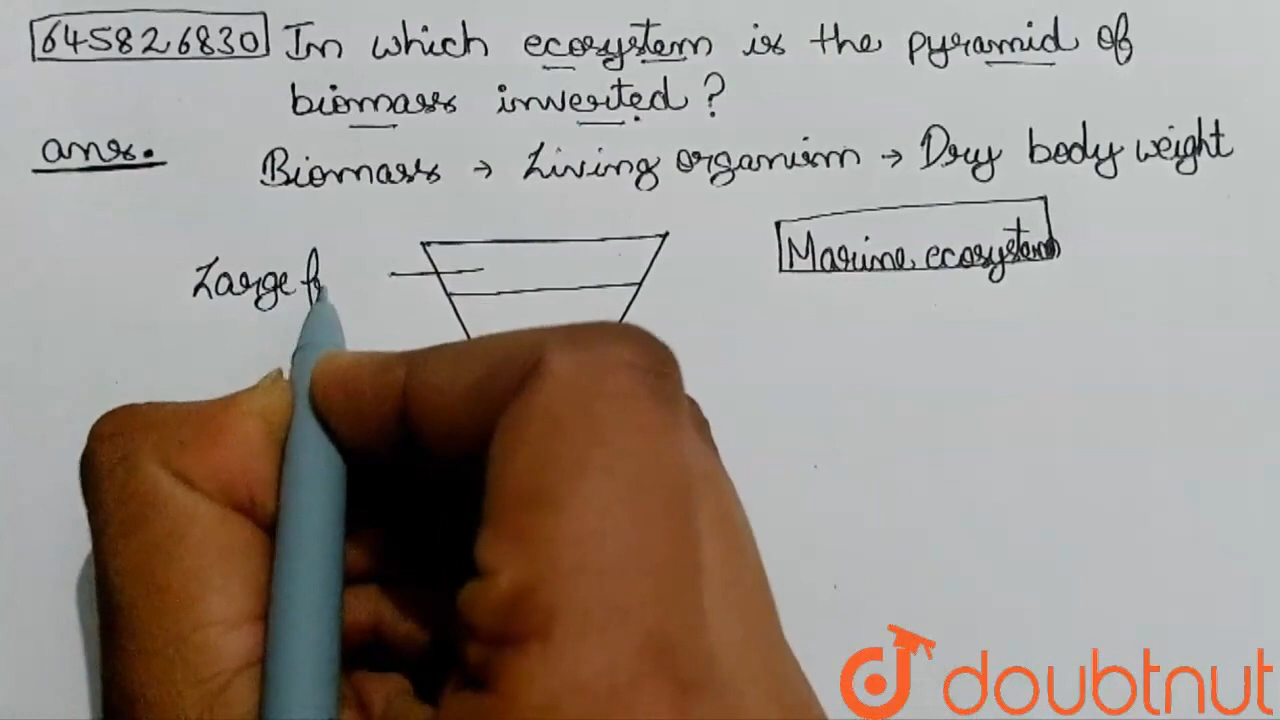 645826830 In which ecosystem is the pyramid of
biomass inverted?
ans.
Biomass → Living organism → Dry body weight
Marine ecosystem
Large f
doubtnut